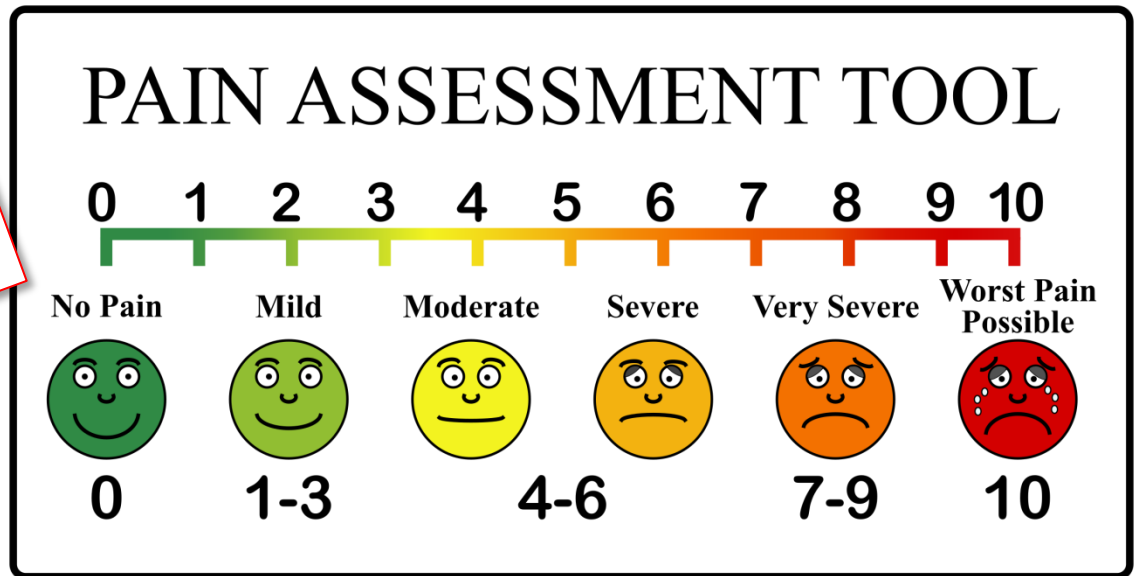 PAIN ASSESSMENT TOOL
0 1 2 3 4 5 6 7 8 9 10
No Pain Mild Moderate Severe Very Severe Worst Pain
Possible
0 1-3 4-6 7-9 10